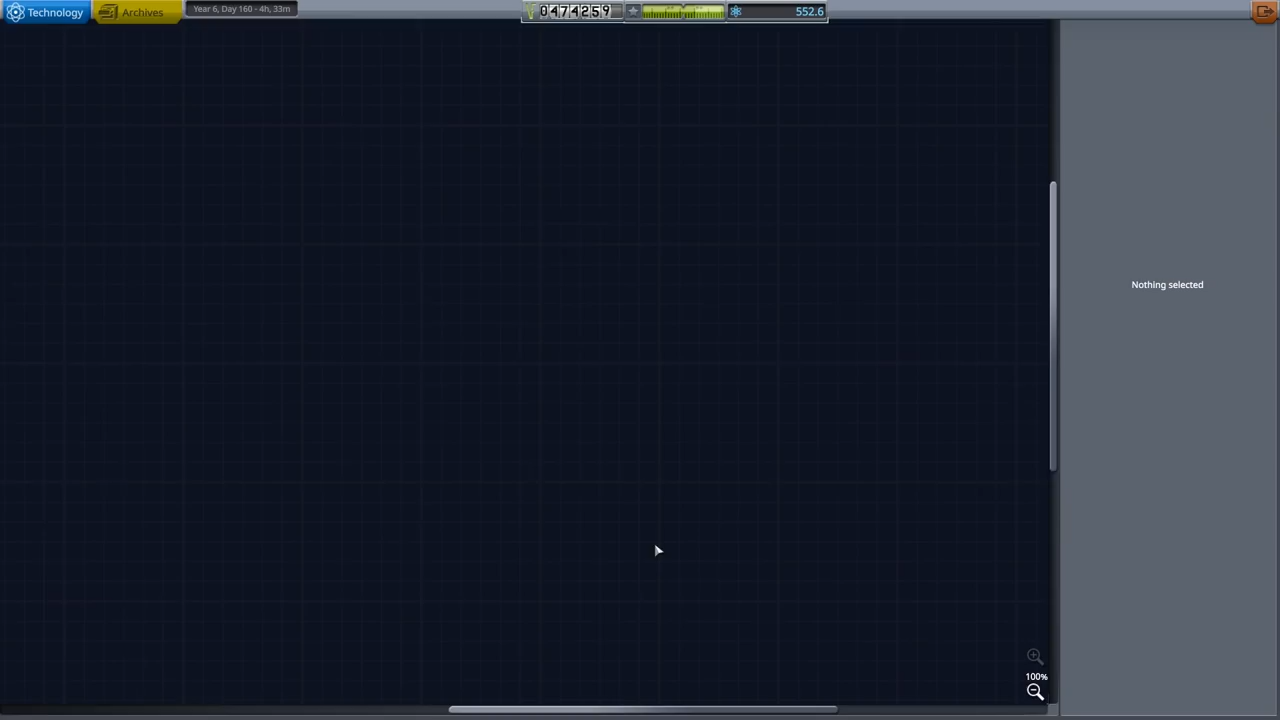 Technology
Archives
Year 6, Day 160 - 4h, 33m
0474259
552.6
Nothing selected
100%